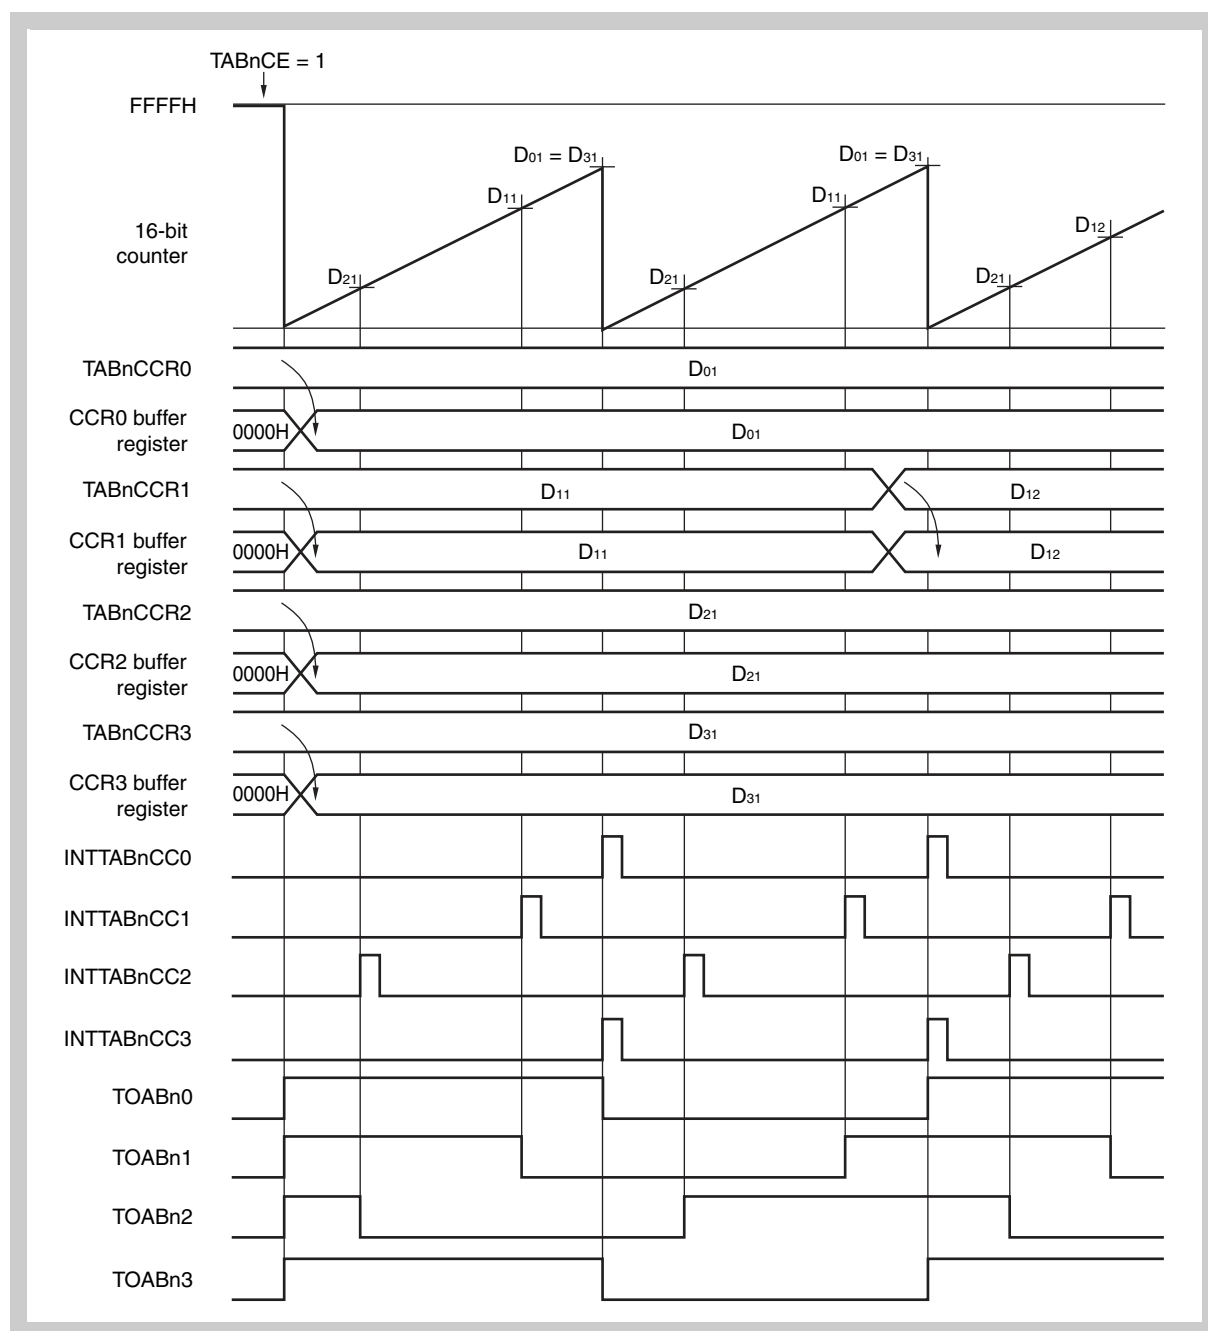 TABnCE = 1
FFFFH
D01 = D31
D01 = D31
D11
D11
D12
16-bit
counter
D21
D21
D21
TABnCCR0
D01
CCR0 buffer
register
0000H
D01
TABnCCR1
D11
D12
CCR1 buffer
register
0000H
D11
D12
TABnCCR2
D21
CCR2 buffer
register
0000H
D21
TABnCCR3
D31
CCR3 buffer
register
0000H
D31
INTTABnCC0
INTTABnCC1
INTTABnCC2
INTTABnCC3
TOABn0
TOABn1
TOABn2
TOABn3